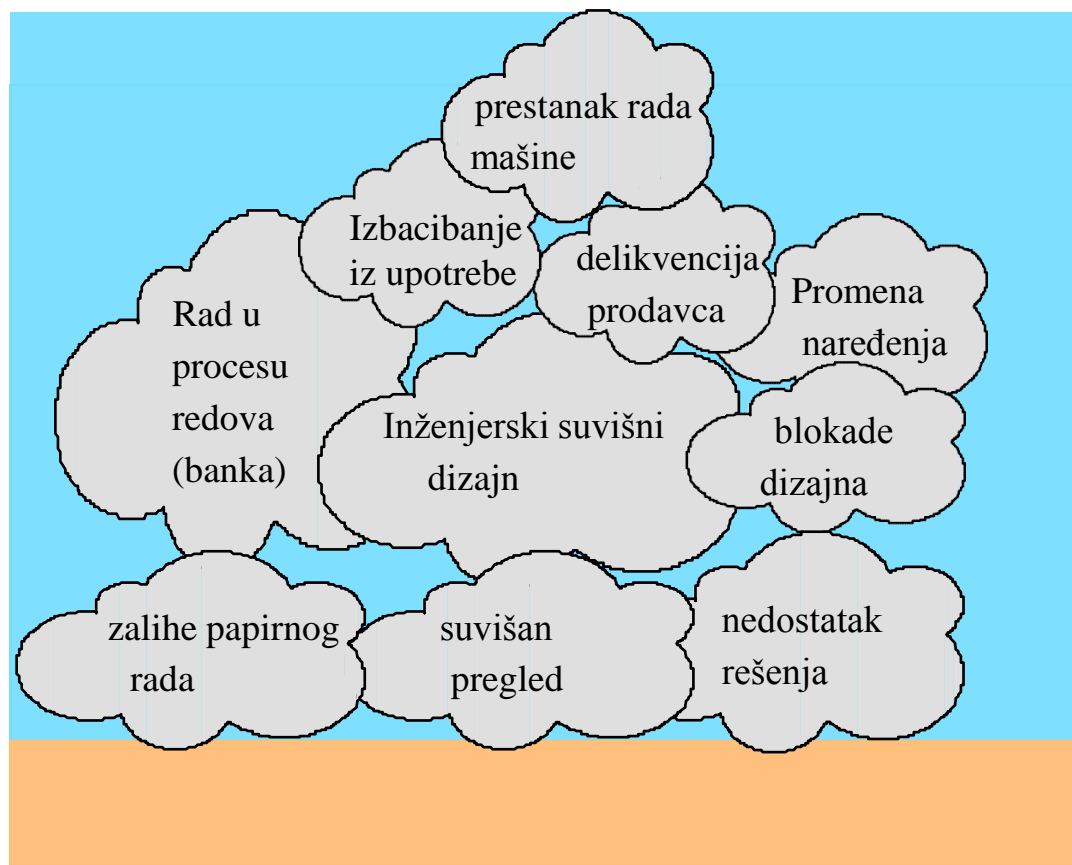 prestanak rada
mašine
Izbacibanje
iz upotrebe
delikvencija
prodavca
Promena
naređenja
Rad u
procesu
redova
(banka)
Inženjerski suvišni
dizajn
blokade
dizajna
zalihe papirnog
rada
suvišan
pregled
nedostatak
rešenja